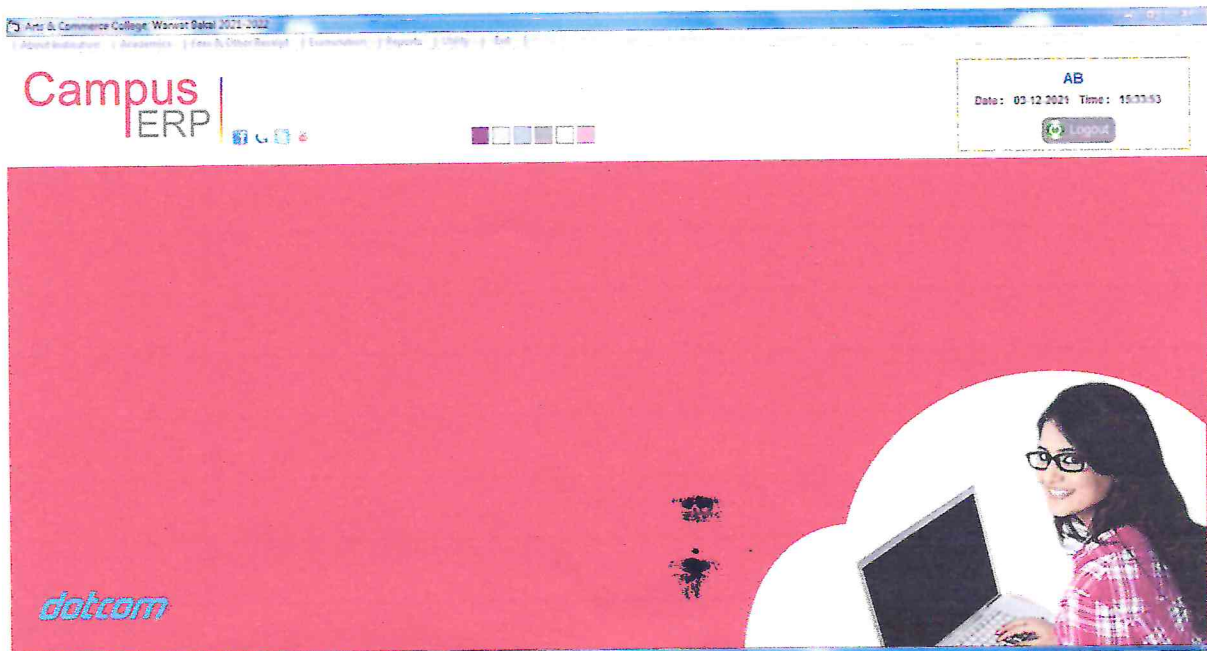 Arts & Commerce College, Warwat Bakal 2021-2022
| About Institution | Academics | Fees & Other Receipt | Examination | Reports | Utility | Exit |
Campus
ERP
AB
Date : 03-12-2021 Time : 15:33:53
Logout
dotcom